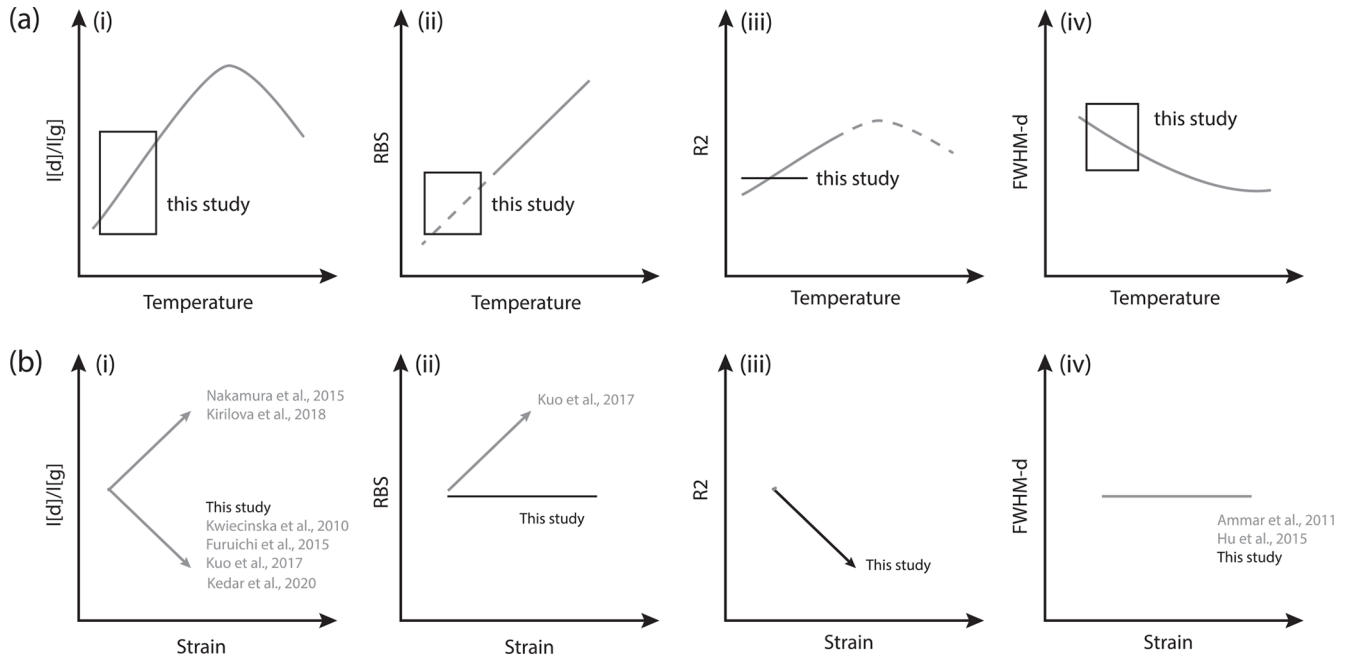 (a)
(i)
I[d]/I[g]
this study
Temperature
(ii)
RBS
this study
Temperature
(iii)
R2
this study
Temperature
(iv)
FWHM-d
this study
Temperature
(b)
(i)
I[d]/I[g]
Nakamura et al., 2015
Kirilova et al., 2018
This study
Kwiecinska et al., 2010
Furuichi et al., 2015
Kuo et al., 2017
Kedar et al., 2020
Strain
(ii)
RBS
Kuo et al., 2017
This study
Strain
(iii)
R2
This study
Strain
(iv)
FWHM-d
Ammar et al., 2011
Hu et al., 2015
This study
Strain